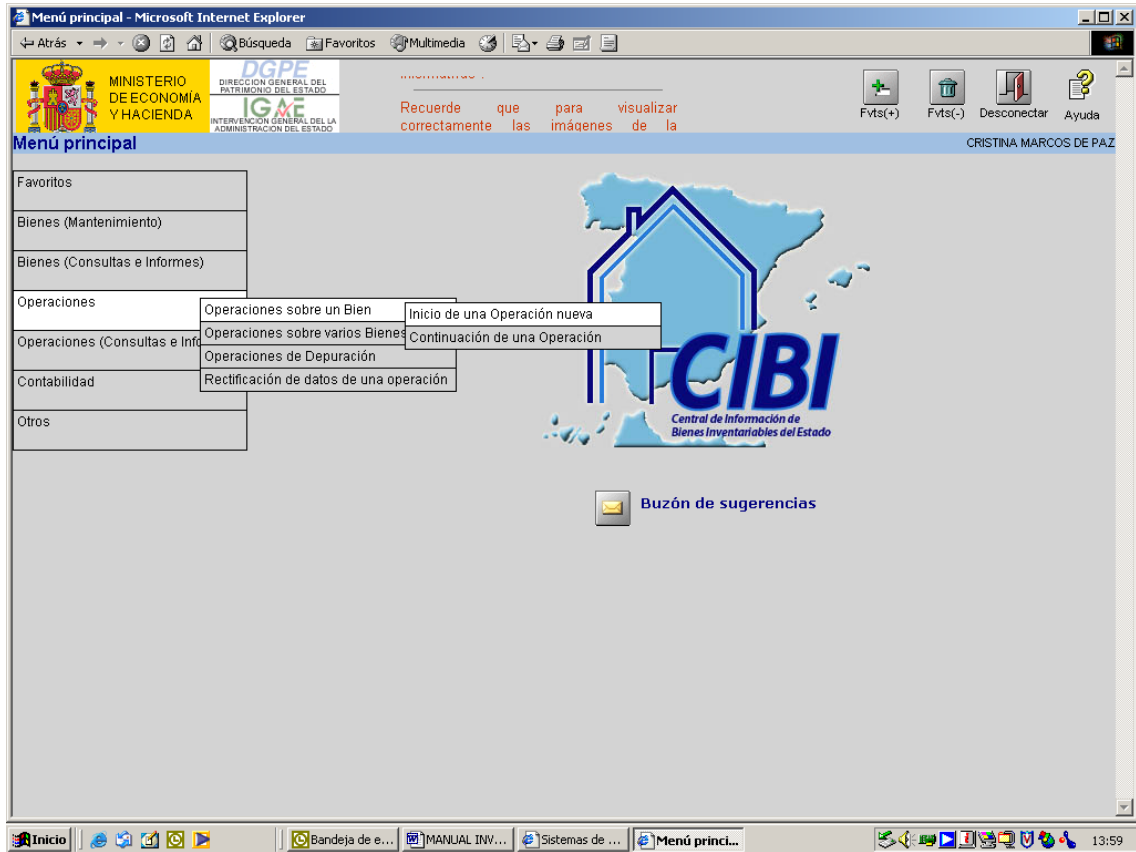 Menú principal - Microsoft Internet Explorer
Atrás
Búsqueda
Favoritos
Multimedia
MINISTERIO
DE ECONOMÍA
Y HACIENDA
DGPE
DIRECCION GENERAL DEL
PATRIMONIO DEL ESTADO
IGAE
INTERVENCION GENERAL DE LA
ADMINISTRACION DEL ESTADO
Recuerde que para visualizar
correctamente las imágenes de la
Fvts(+)
Fvts(-)
Desconectar
Ayuda
Menú principal
CRISTINA MARCOS DE PAZ
Favoritos
Bienes (Mantenimiento)
Bienes (Consultas e Informes)
Operaciones
Operaciones (Consultas e Info
Contabilidad
Otros
Operaciones sobre un Bien
Operaciones sobre varios Bienes
Operaciones de Depuración
Rectificación de datos de una operación
Inicio de una Operación nueva
Continuación de una Operación
CIBI
Central de Información de
Bienes Inventariables del Estado
Buzón de sugerencias
Inicio
Bandeja de e...
MANUAL INV...
Sistemas de ...
Menú princi...
13:59